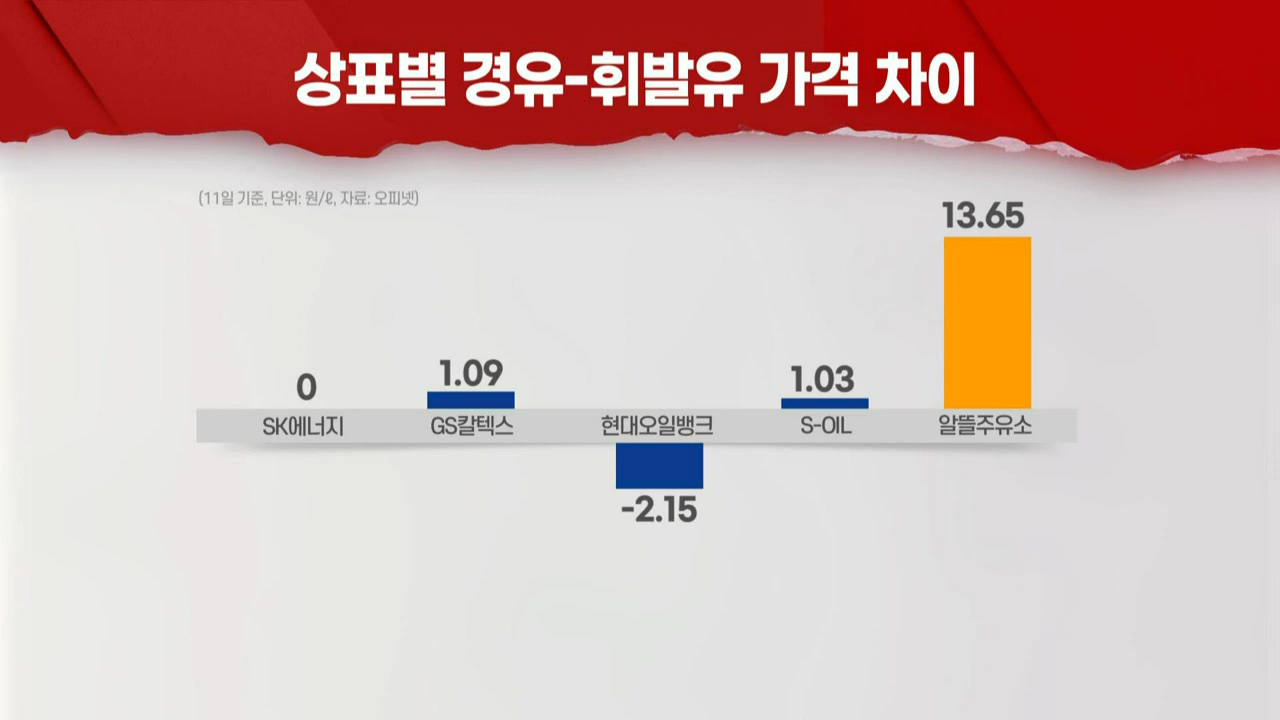 상표별 경유-휘발유 가격 차이
(11일 기준, 단위: 원/ℓ, 자료: 오피넷)
0 1.09 -2.15 1.03 13.65
SK에너지 GS칼텍스 현대오일뱅크 S-OIL 알뜰주유소